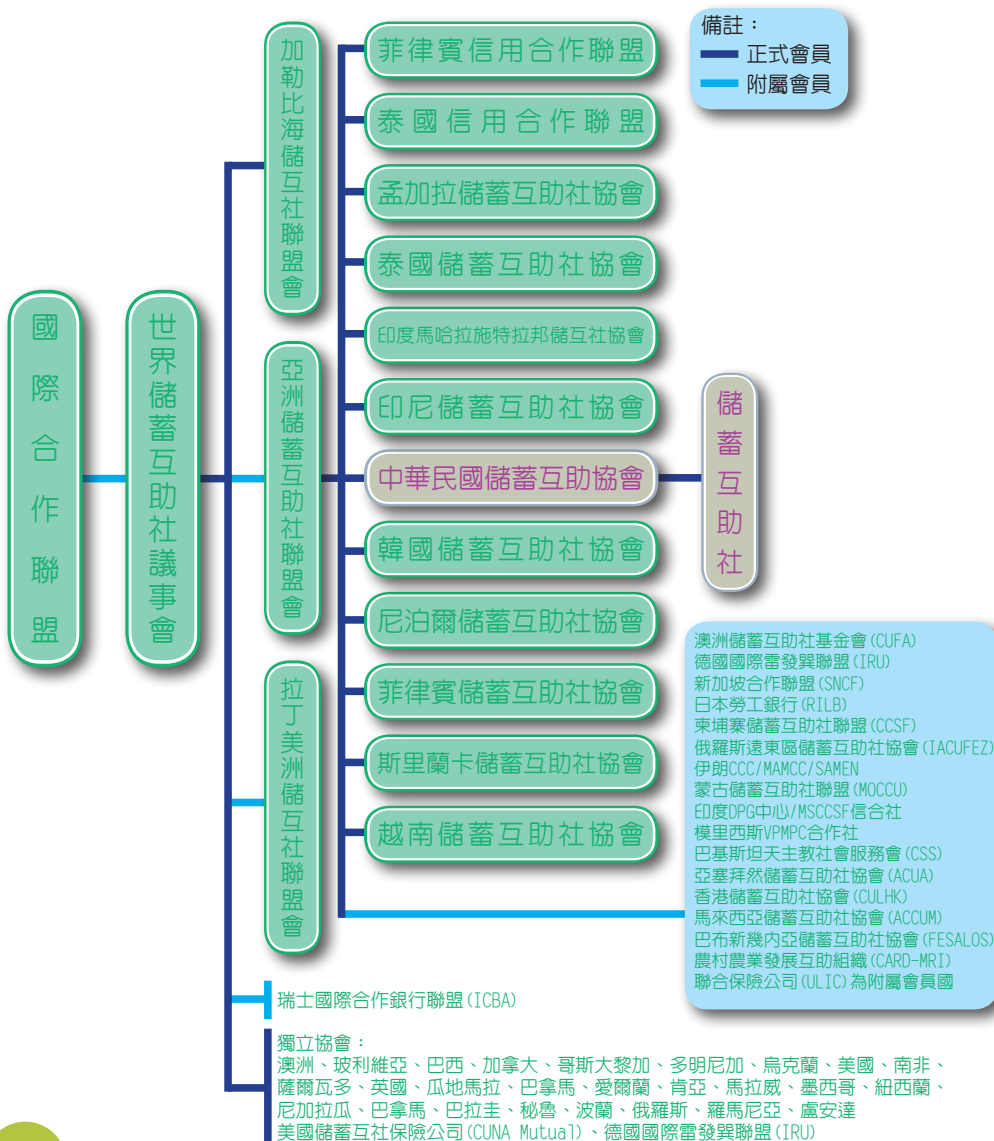 備註：
正式會員
附屬會員
國際合作聯盟
世界儲蓄互助社議事會
加勒比海儲互社聯盟會
亞洲儲蓄互助社聯盟會
拉丁美洲儲互社聯盟會
菲律賓信用合作聯盟
泰國信用合作聯盟
孟加拉儲蓄互助社協會
泰國儲蓄互助社協會
印度馬哈拉施特拉邦儲互社協會
印尼儲蓄互助社協會
中華民國儲蓄互助協會
韓國儲蓄互助社協會
尼泊爾儲蓄互助社協會
菲律賓儲蓄互助社協會
斯里蘭卡儲蓄互助社協會
越南儲蓄互助社協會
儲蓄互助社
澳洲儲蓄互助社基金會(CUFA)
德國國際雷發巽聯盟(IRU)
新加坡合作聯盟(SNCF)
日本勞工銀行(RILB)
柬埔寨儲蓄互助社聯盟(CCSF)
俄羅斯遠東區儲蓄互助社協會(IACUFEZ)
伊朗CCC/MAMCC/SAMEN
蒙古儲蓄互助社聯盟(MOCCU)
印度DPG中心/MSCCSF信合社
模里西斯VPMPC合作社
巴基斯坦天主教社會服務會(CSS)
亞塞拜然儲蓄互助社協會(ACUA)
香港儲蓄互助社協會(CULHK)
馬來西亞儲蓄互助社協會(ACCUM)
巴布新幾內亞儲蓄互助社協會(FESALOS)
農村農業發展互助組織(CARD-MRI)
聯合保險公司(ULIC)為附屬會員國
瑞士國際合作銀行聯盟(ICBA)
獨立協會：
澳洲、玻利維亞、巴西、加拿大、哥斯大黎加、多明尼加、烏克蘭、美國、南非、
薩爾瓦多、英國、瓜地馬拉、巴拿馬、愛爾蘭、肯亞、馬拉威、墨西哥、紐西蘭、
尼加拉瓜、巴拿馬、巴拉圭、秘魯、波蘭、俄羅斯、羅馬尼亞、盧安達
美國儲蓄互社保險公司(CUNA Mutual)、德國國際雷發巽聯盟(IRU)